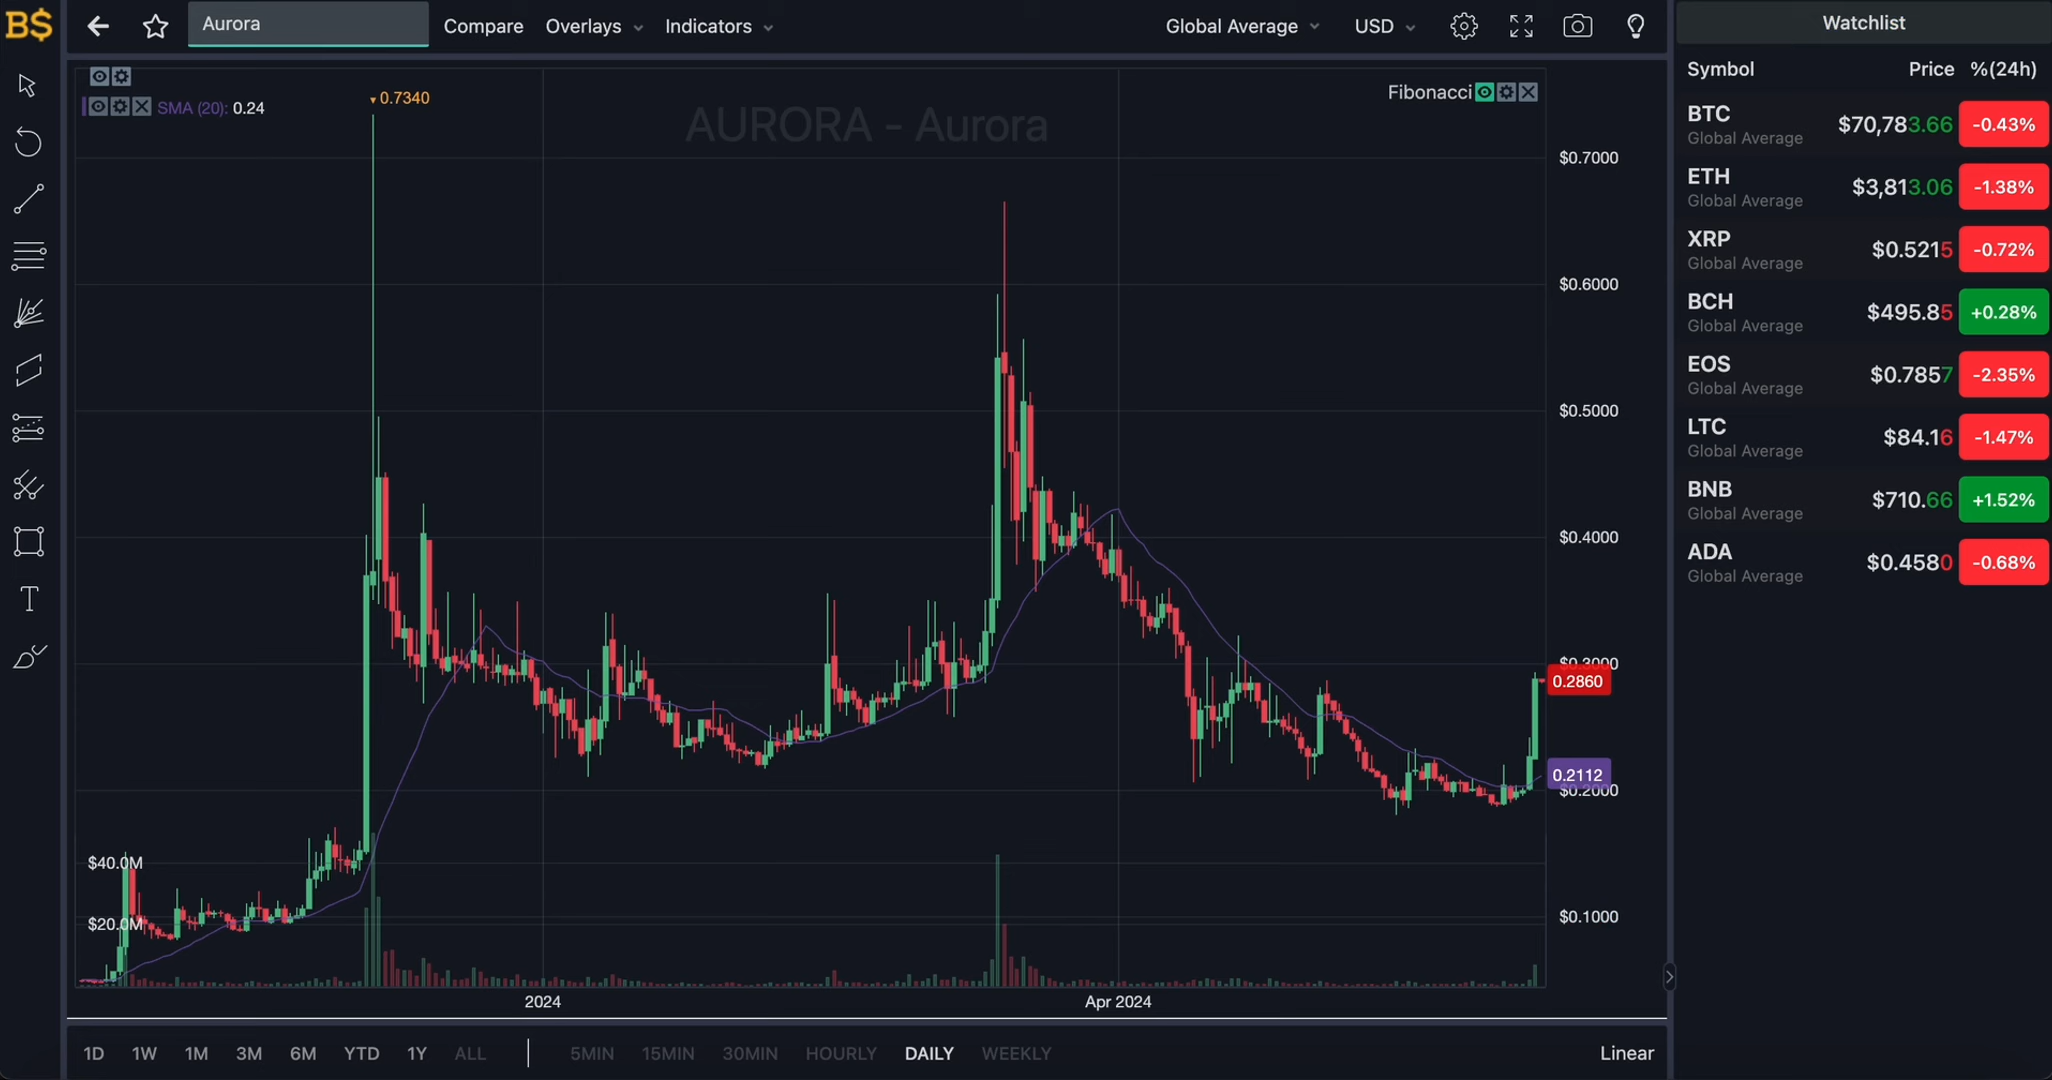 B$
Aurora
Compare
Overlays
Indicators
Global Average
USD
SMA (20): 0.24
0.7340
AURORA - Aurora
Fibonacci
$0.7000
$0.6000
$0.5000
$0.4000
$0.3000
0.2860
0.2112
$0.2000
$0.1000
$40.0M
$20.0M
2024
Apr 2024
1D 1W 1M 3M 6M YTD 1Y ALL
5MIN 15MIN 30MIN HOURLY DAILY WEEKLY
Linear
T
Watchlist
Symbol Price %(24h)
BTC $70,783.66 -0.43%
Global Average
ETH $3,813.06 -1.38%
Global Average
XRP $0.5215 -0.72%
Global Average
BCH $495.85 +0.28%
Global Average
EOS $0.7857 -2.35%
Global Average
LTC $84.16 -1.47%
Global Average
BNB $710.66 +1.52%
Global Average
ADA $0.4580 -0.68%
Global Average